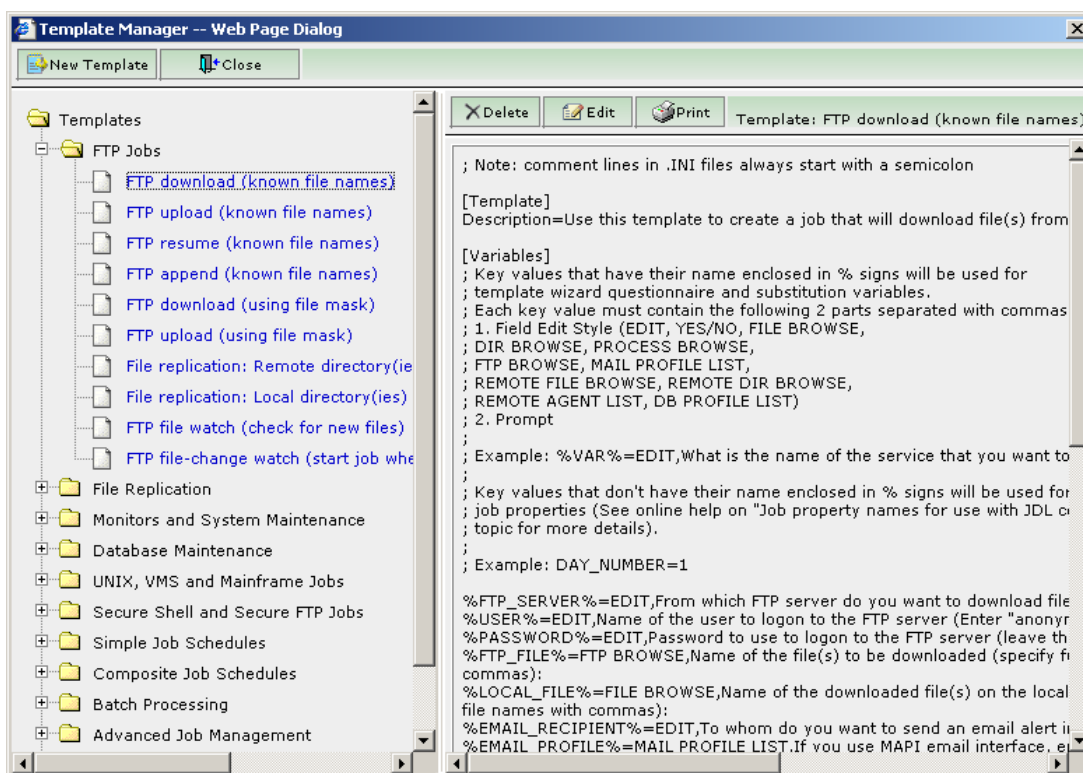 Template Manager -- Web Page Dialog
New Template
Close
Templates
FTP Jobs
FTP download (known file names)
FTP upload (known file names)
FTP resume (known file names)
FTP append (known file names)
FTP download (using file mask)
FTP upload (using file mask)
File replication: Remote directory(ie
File replication: Local directory(ies)
FTP file watch (check for new files)
FTP file-change watch (start job whe
File Replication
Monitors and System Maintenance
Database Maintenance
UNIX, VMS and Mainframe Jobs
Secure Shell and Secure FTP Jobs
Simple Job Schedules
Composite Job Schedules
Batch Processing
Advanced Job Management
Delete
Edit
Print
Template: FTP download (known file names)
; Note: comment lines in .INI files always start with a semicolon
[Template]
Description=Use this template to create a job that will download file(s) from
[Variables]
; Key values that have their name enclosed in % signs will be used for
; template wizard questionnaire and substitution variables.
; Each key value must contain the following 2 parts separated with commas
; 1. Field Edit Style (EDIT, YES/NO, FILE BROWSE,
; DIR BROWSE, PROCESS BROWSE,
; FTP BROWSE, MAIL PROFILE LIST,
; REMOTE FILE BROWSE, REMOTE DIR BROWSE,
; REMOTE AGENT LIST, DB PROFILE LIST)
; 2. Prompt
;
; Example: %VAR%=EDIT,What is the name of the service that you want to
;
; Key values that don't have their name enclosed in % signs will be used for
; job properties (See online help on "Job property names for use with JDL
; topic for more details).
;
; Example: DAY_NUMBER=1
%FTP_SERVER%=EDIT,From which FTP server do you want to download file
%USER%=EDIT,Name of the user to logon to the FTP server (Enter "anonyr
%PASSWORD%=EDIT,Password to use to logon to the FTP server (leave th
%FTP_FILE%=FTP BROWSE,Name of the file(s) to be downloaded (specify
commas):
%LOCAL_FILE%=FILE BROWSE,Name of the downloaded file(s) on the local
file names with commas):
%EMAIL_RECIPIENT%=EDIT,To whom do you want to send an email alert
%EMAIL_PROFILE%=MAIL PROFILE LIST,If you use MAPI email interface,